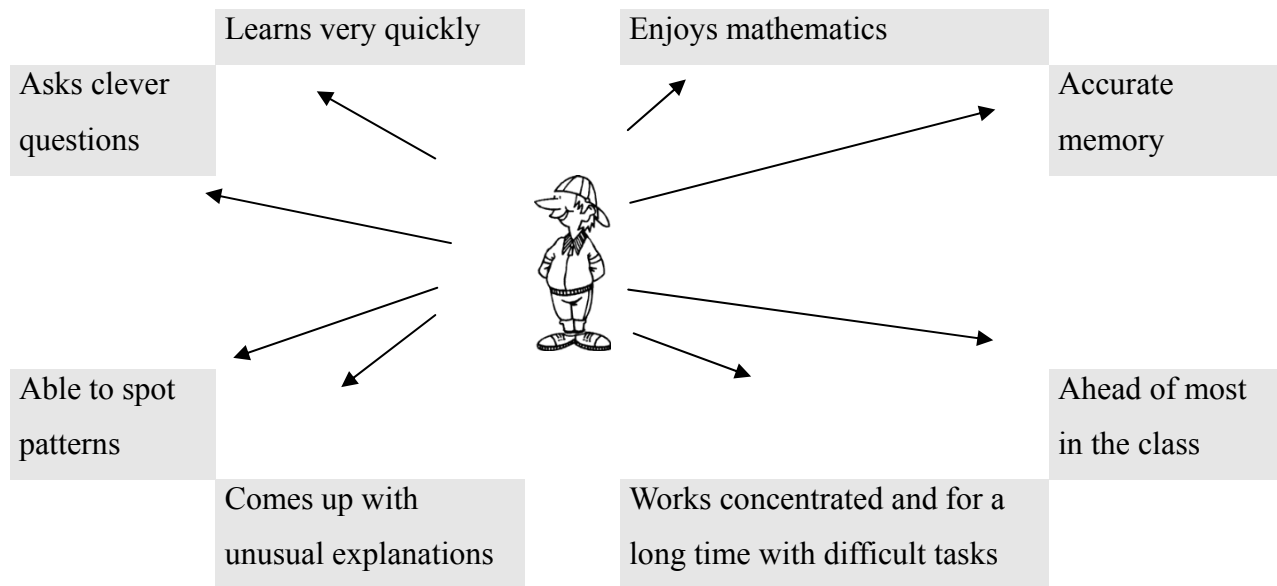 Learns very quickly
Enjoys mathematics
Asks clever
questions
Accurate
memory
Able to spot
patterns
Ahead of most
in the class
Comes up with
unusual explanations
Works concentrated and for a
long time with difficult tasks